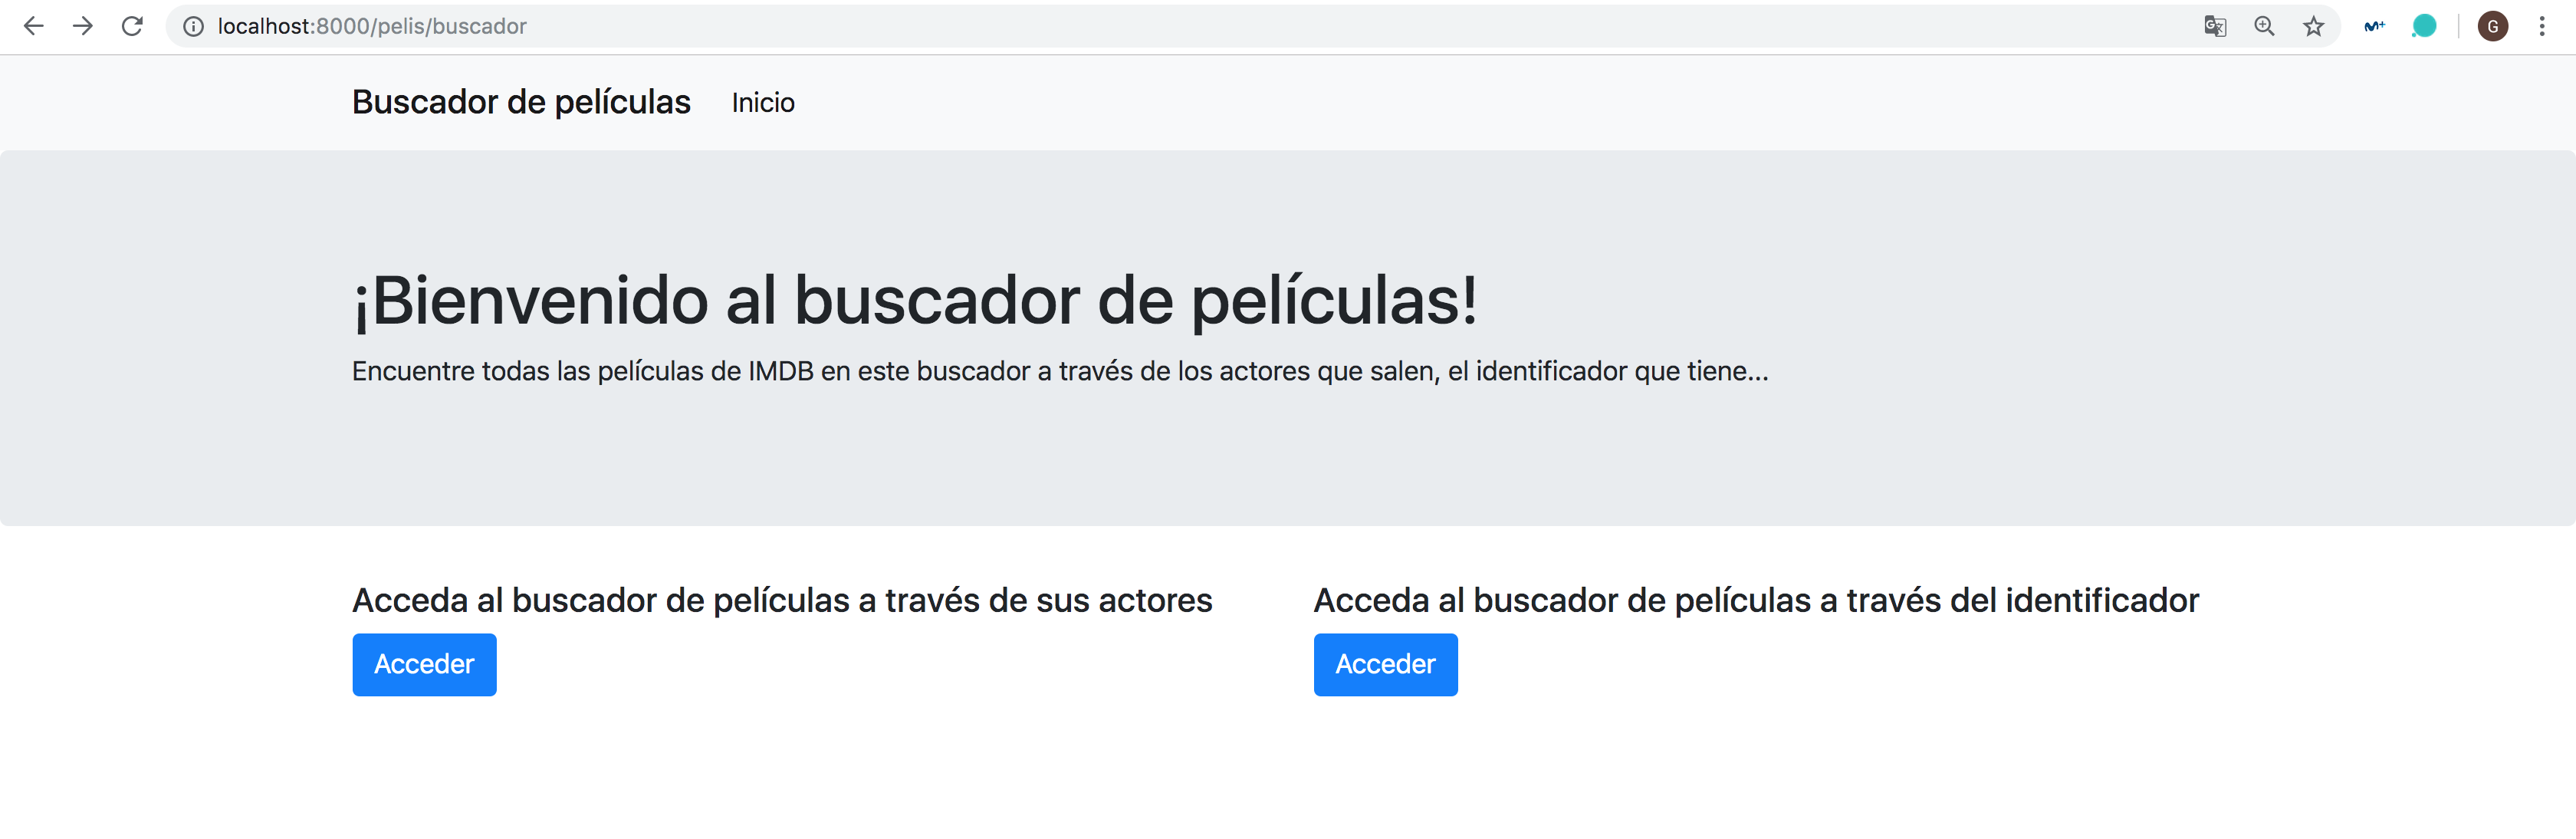 localhost:8000/pelis/buscador
G
Buscador de películas Inicio
¡Bienvenido al buscador de películas!
Encuentre todas las películas de IMDB en este buscador a través de los actores que salen, el identificador que tiene...
Acceda al buscador de películas a través de sus actores
Acceder
Acceda al buscador de películas a través del identificador
Acceder